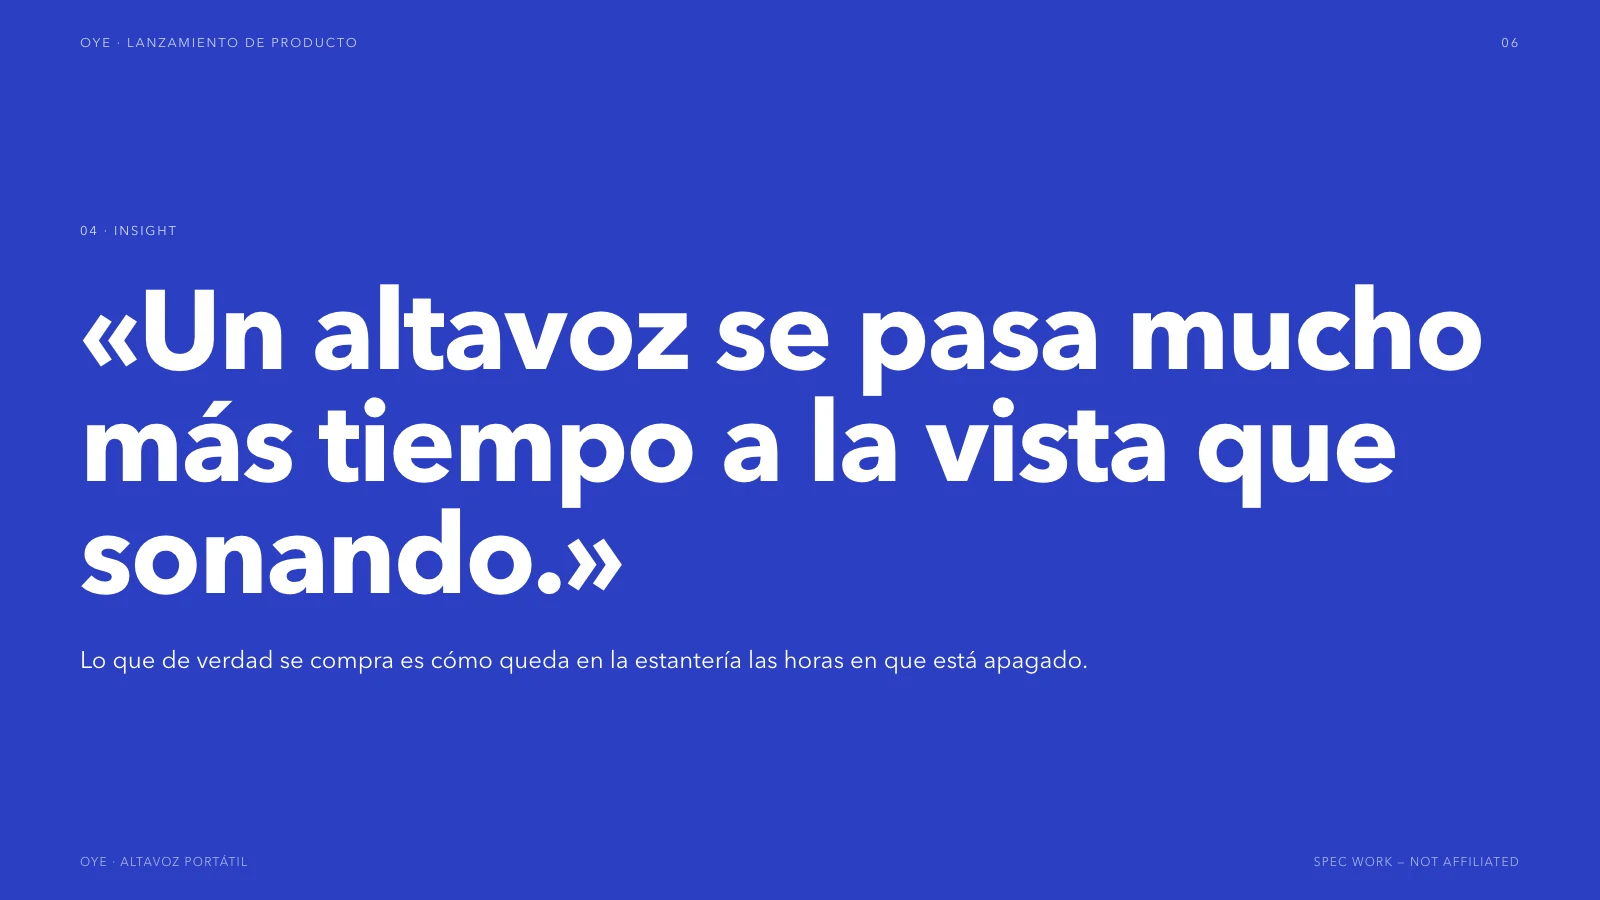 OYE · LANZAMIENTO DE PRODUCTO
06
04 · INSIGHT
«Un altavoz se pasa mucho
más tiempo a la vista que
sonando.»
Lo que de verdad se compra es cómo queda en la estantería las horas en que está apagado.
OYE · ALTAVOZ PORTÁTIL
SPEC WORK — NOT AFFILIATED